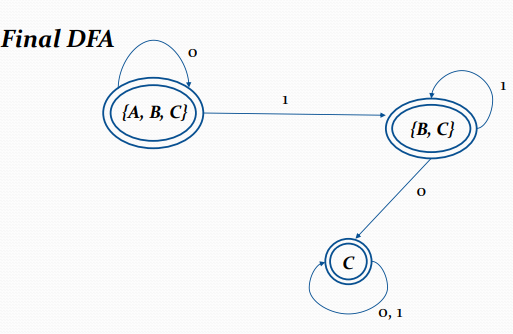 Final DFA
0
{A, B, C}
1
{B, C}
1
0
C
0, 1